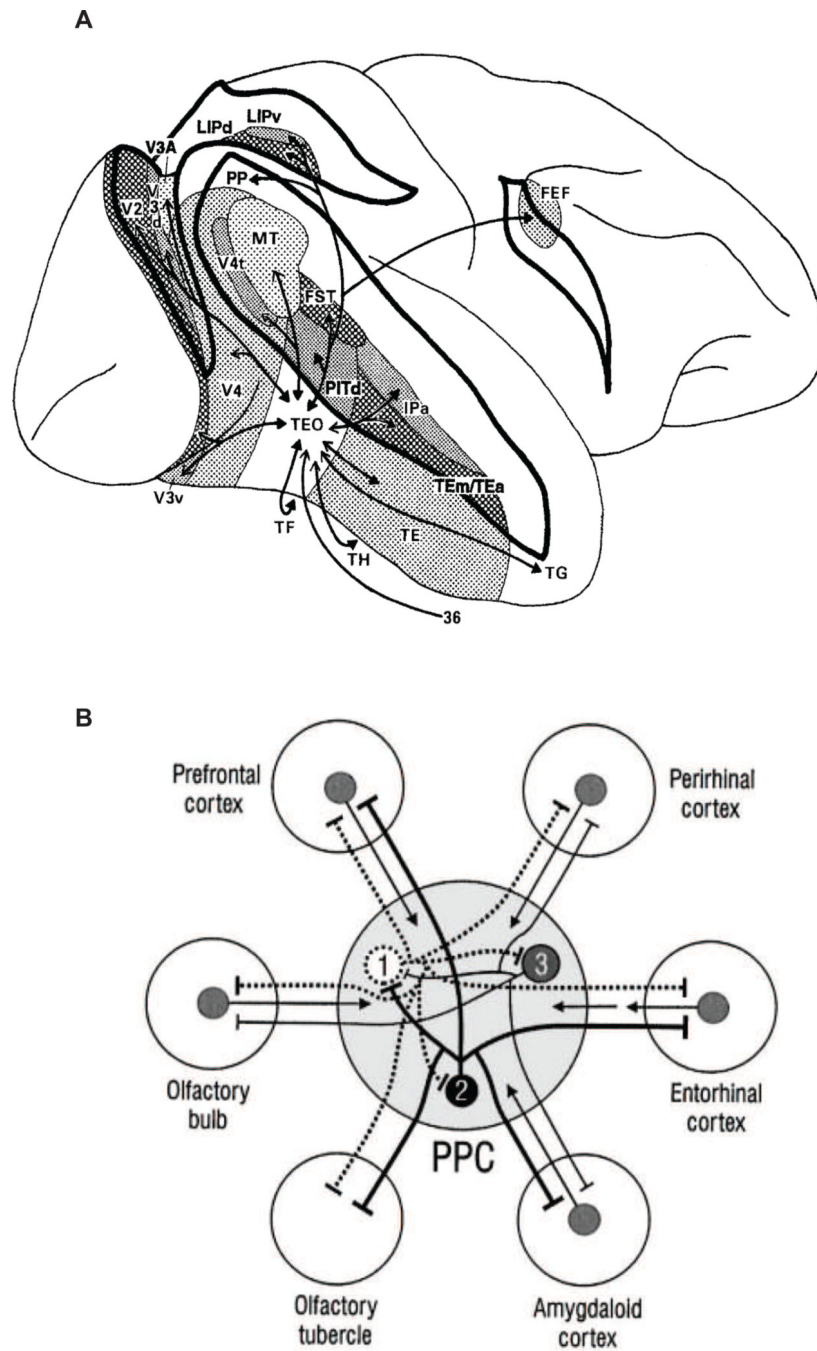 A
LIPv
LIPd
V3A
PP
FEF
V
3
d
V2
MT
V4t
FST
V4
PITd
IPa
TEO
V3v
TEm/TEa
TF
TE
TH
TG
36
B
Prefrontal
cortex
Perirhinal
cortex
1
3
Olfactory
bulb
Entorhinal
cortex
2
PPC
Olfactory
tubercle
Amygdaloid
cortex